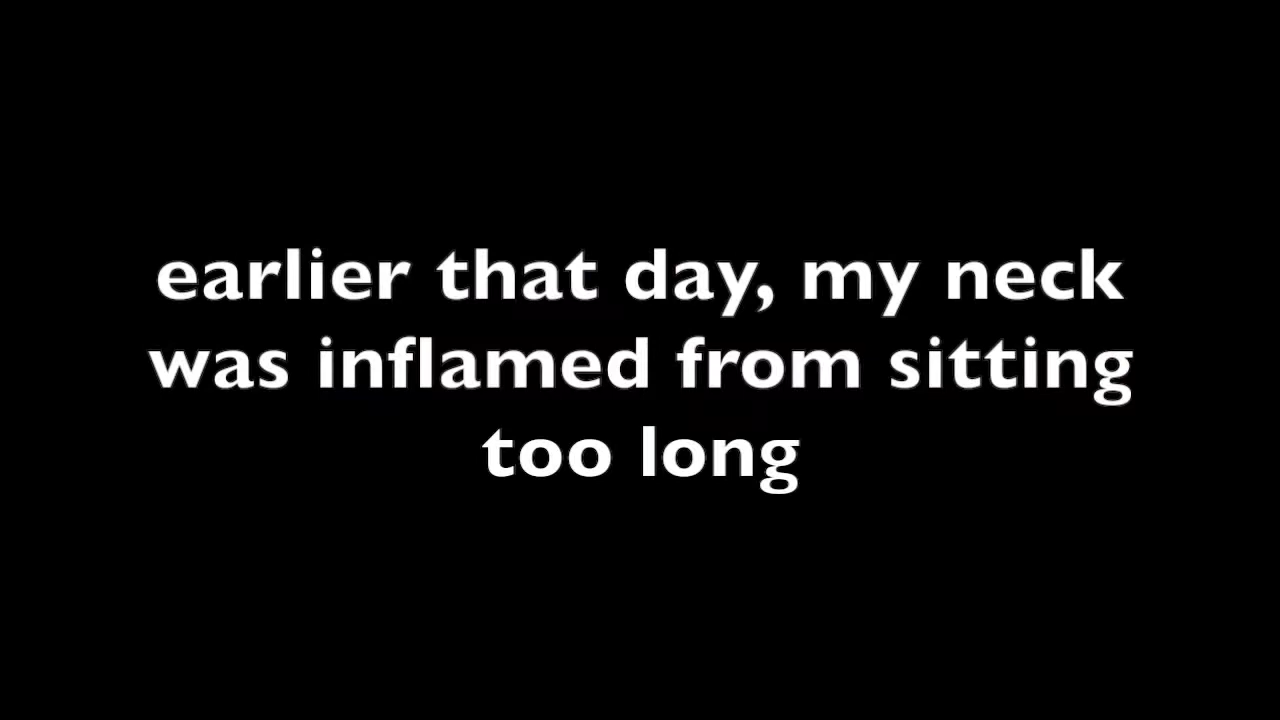 earlier that day, my neck
was inflamed from sitting
too long